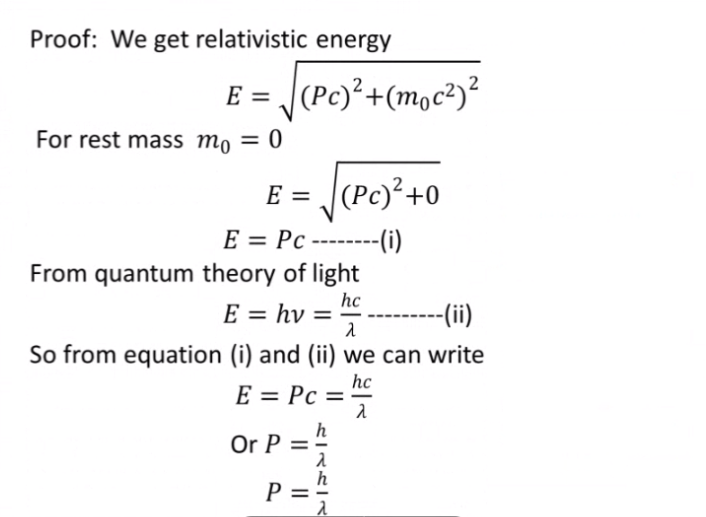 Proof: We get relativistic energy
E = √((Pc)²+(m₀c²)²)
For rest mass m₀ = 0
E = √((Pc)²+0)
E = Pc --------(i)
From quantum theory of light
E = hν = hc/λ ---------(ii)
So from equation (i) and (ii) we can write
E = Pc = hc/λ
Or P = h/λ
P = h/λ